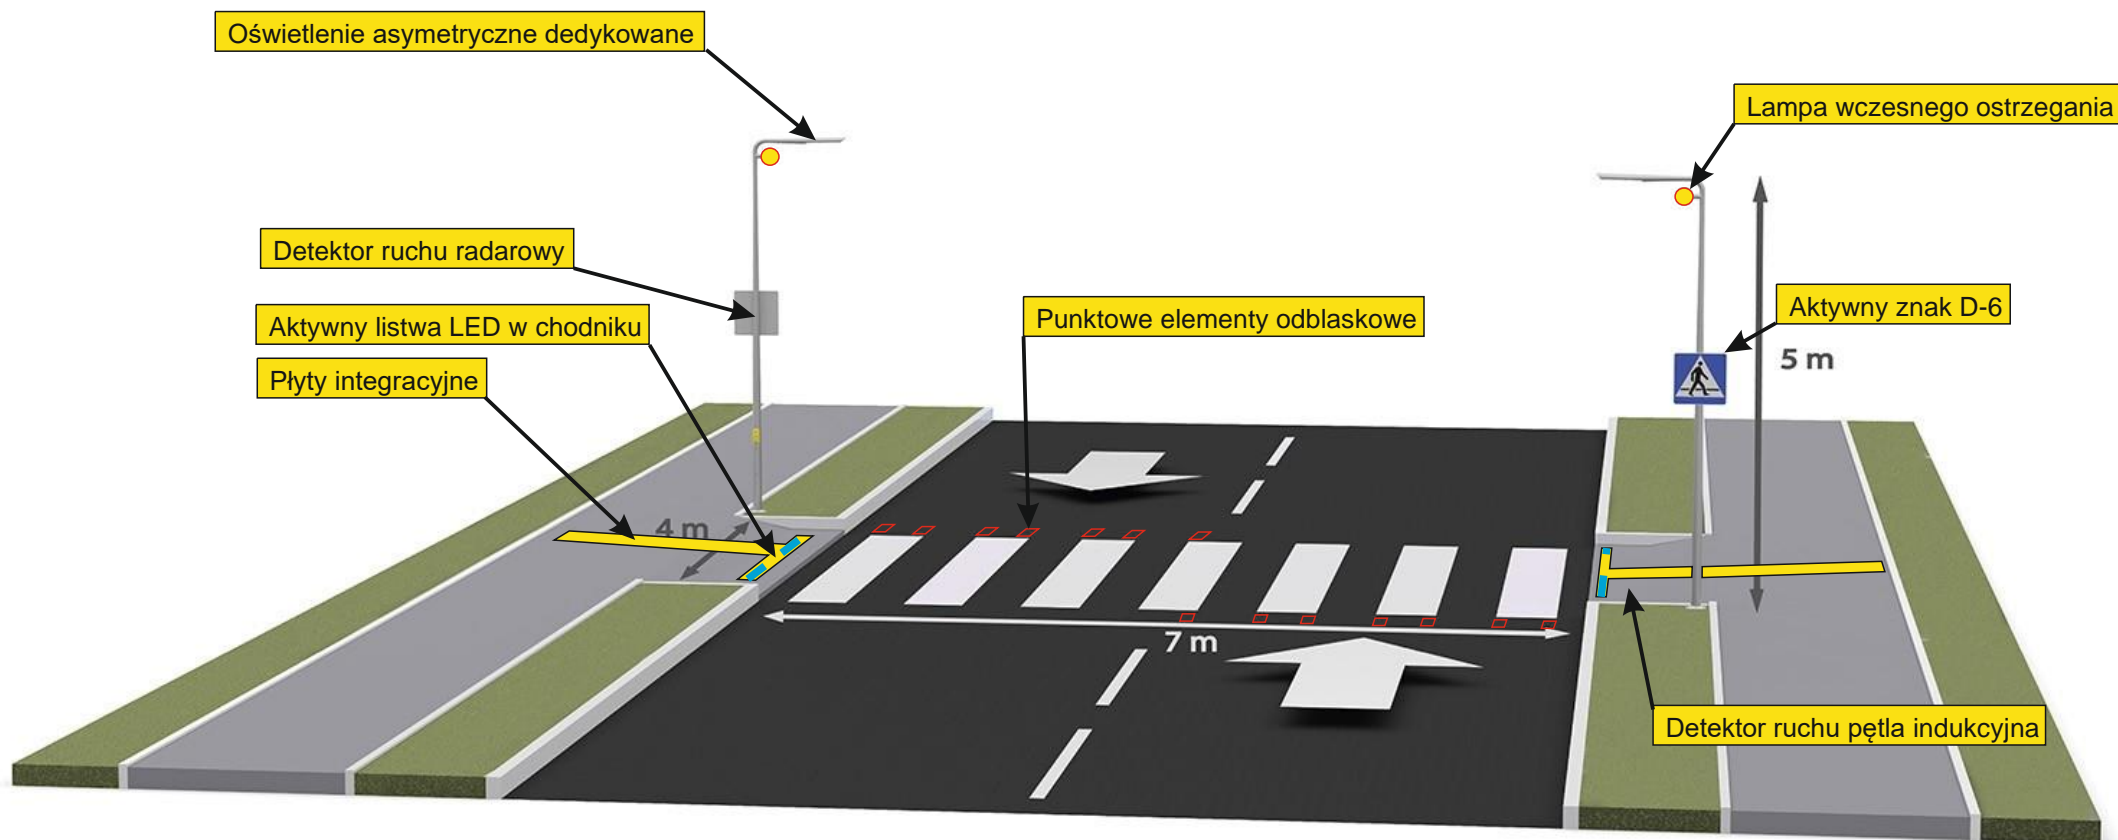 Oświetlenie asymetryczne dedykowane
Lampa wczesnego ostrzegania
Detektor ruchu radarowy
Aktywny listwa LED w chodniku
Punktowe elementy odblaskowe
Aktywny znak D-6
5 m
Płyty integracyjne
4 m
7 m
Detektor ruchu pętla indukcyjna